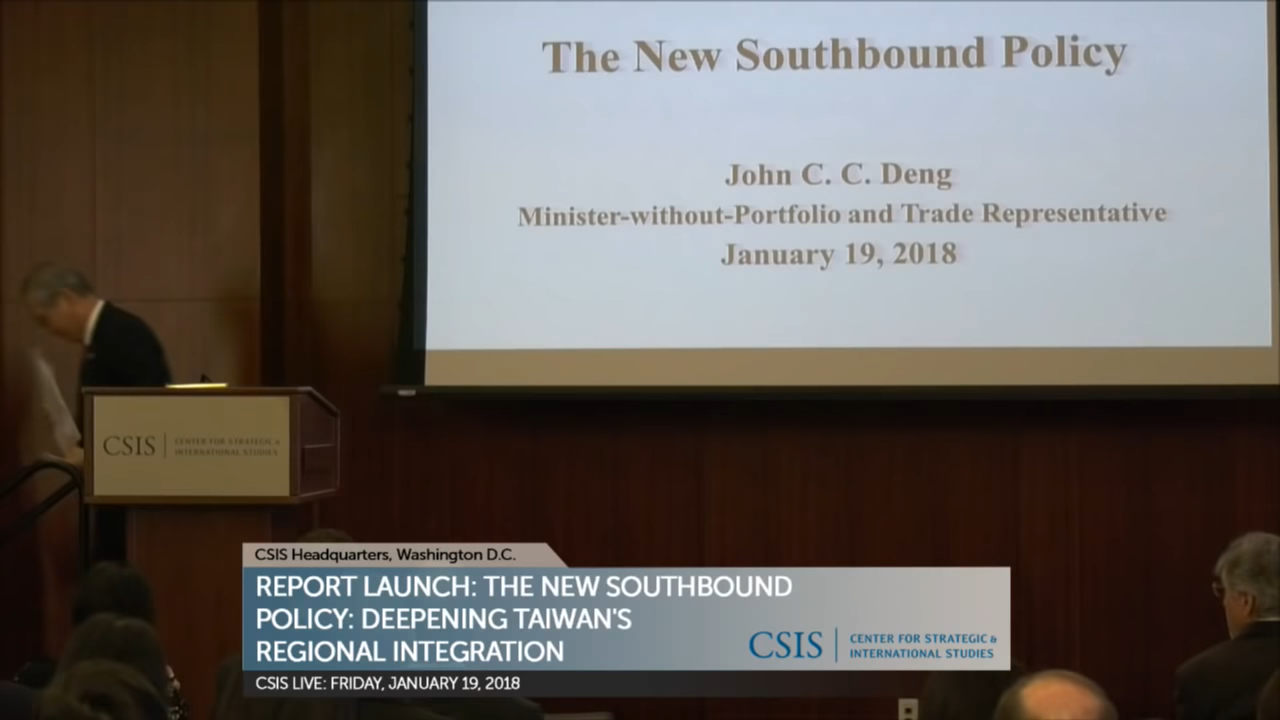 The New Southbound Policy
John C. C. Deng
Minister-without-Portfolio and Trade Representative
January 19, 2018
CSIS
CENTER FOR STRATEGIC &
INTERNATIONAL STUDIES
CSIS Headquarters, Washington D.C.
REPORT LAUNCH: THE NEW SOUTHBOUND
POLICY: DEEPENING TAIWAN'S
REGIONAL INTEGRATION
CSIS
CENTER FOR STRATEGIC &
INTERNATIONAL STUDIES
CSIS LIVE: FRIDAY, JANUARY 19, 2018